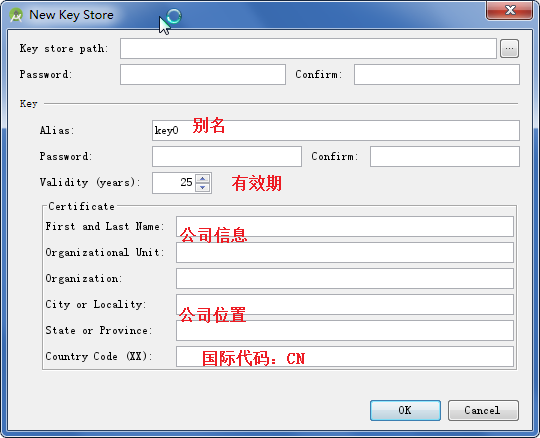 New Key Store
Key store path:
...
Password:
Confirm:
Key
Alias:
key0
别名
Password:
Confirm:
Validity (years):
25
有效期
Certificate
First and Last Name:
公司信息
Organizational Unit:
Organization:
City or Locality:
公司位置
State or Province:
Country Code (XX):
国际代码：CN
OK
Cancel